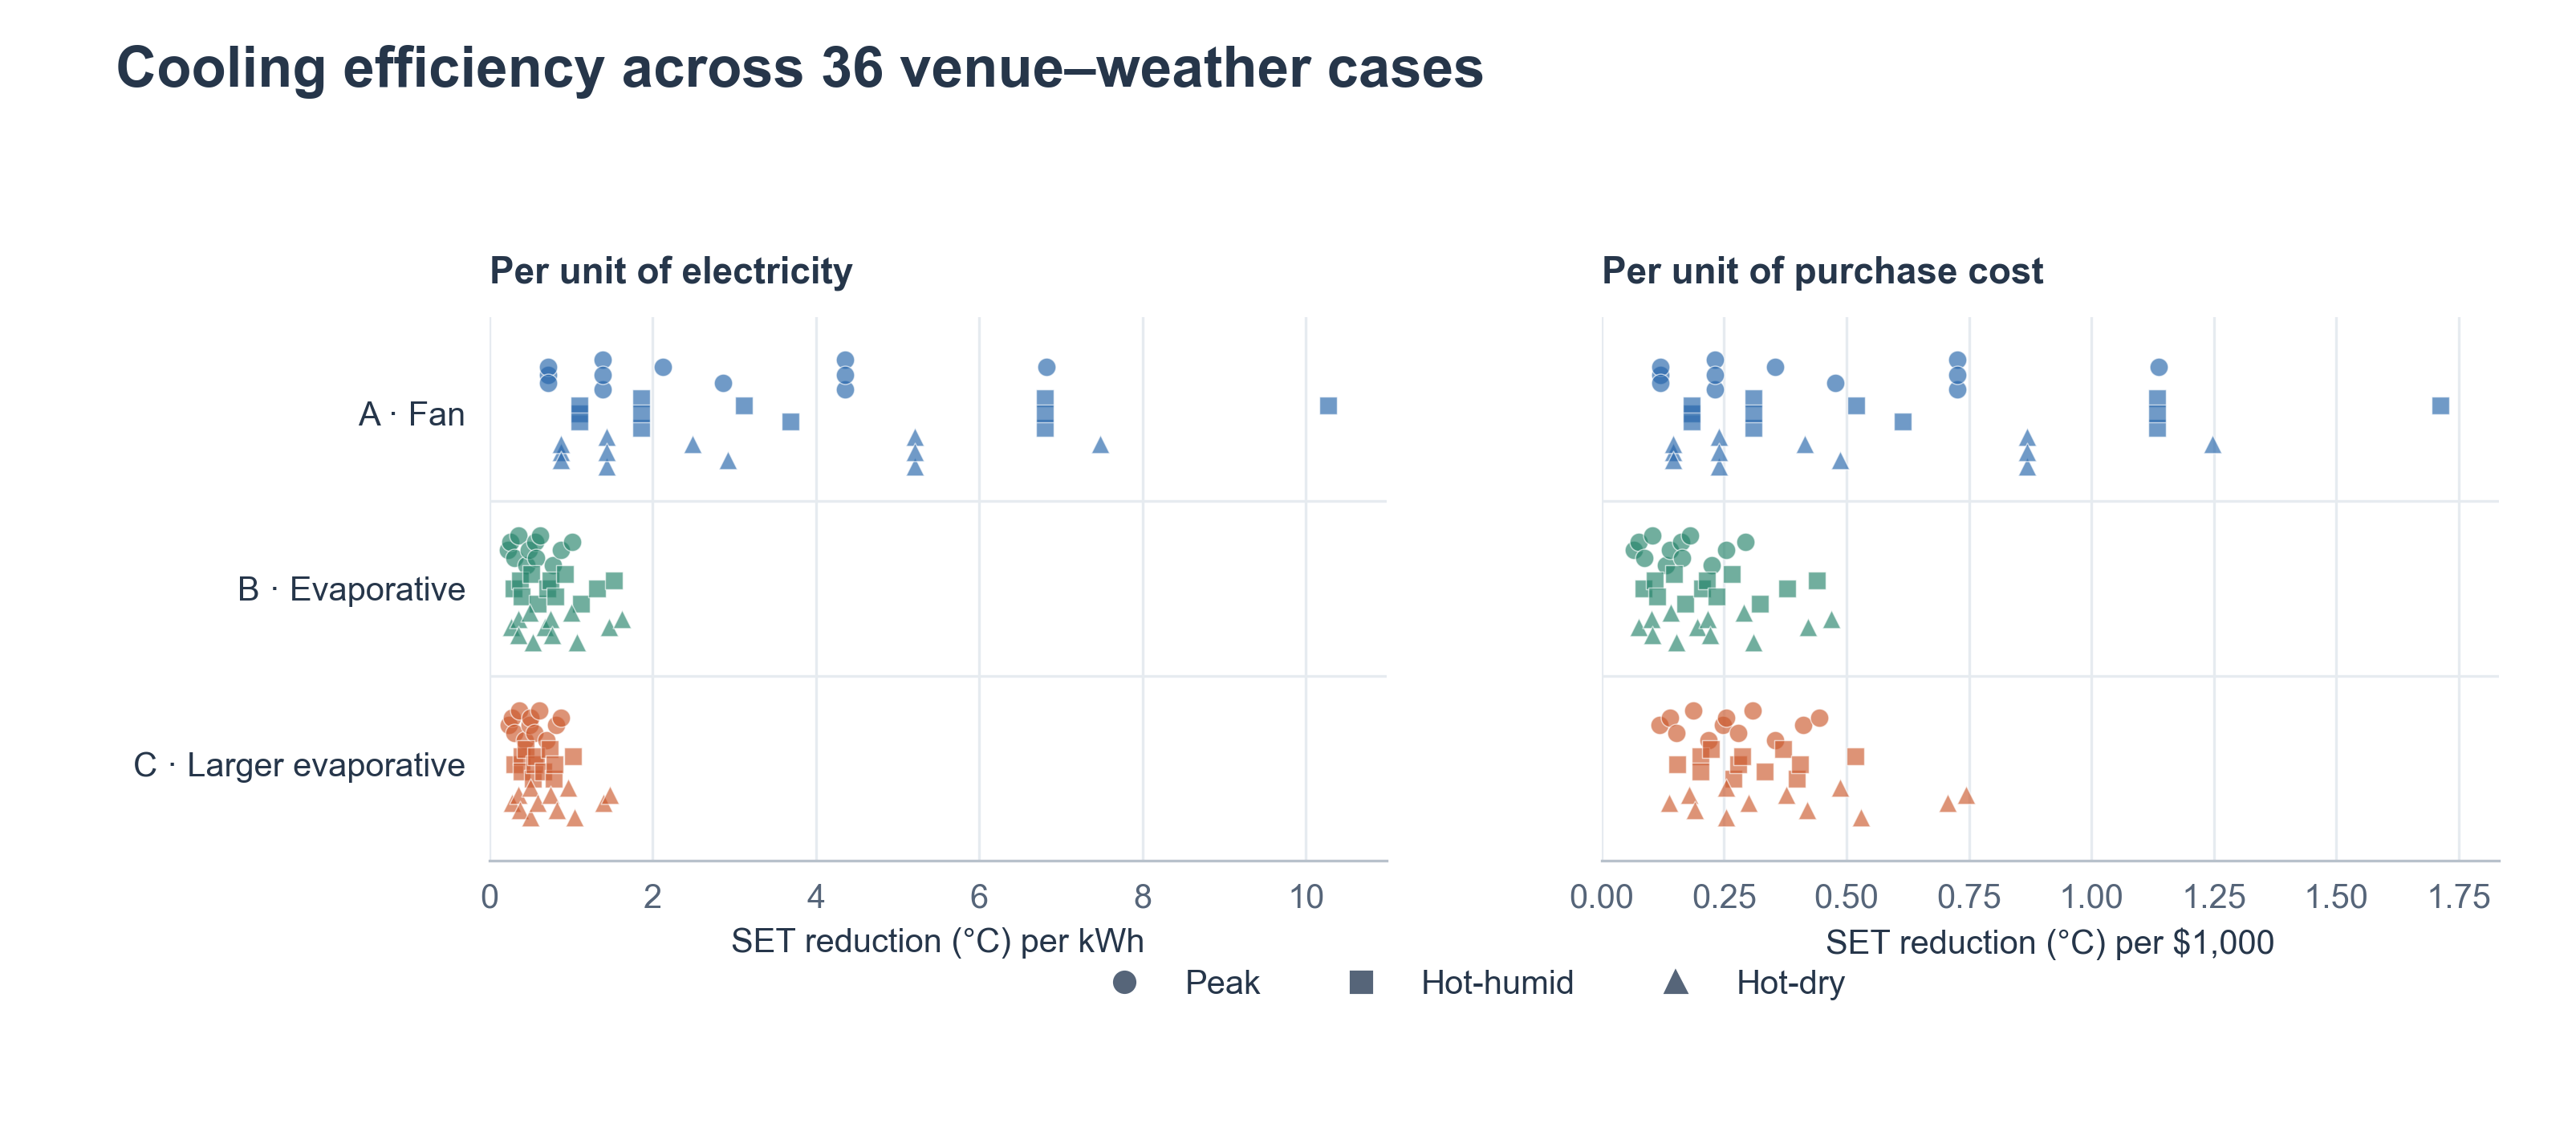 Cooling efficiency across 36 venue–weather cases
Per unit of electricity
Per unit of purchase cost
A · Fan
B · Evaporative
C · Larger evaporative
0 2 4 6 8 10
0.00 0.25 0.50 0.75 1.00 1.25 1.50 1.75
SET reduction (°C) per kWh
SET reduction (°C) per $1,000
Peak Hot-humid Hot-dry